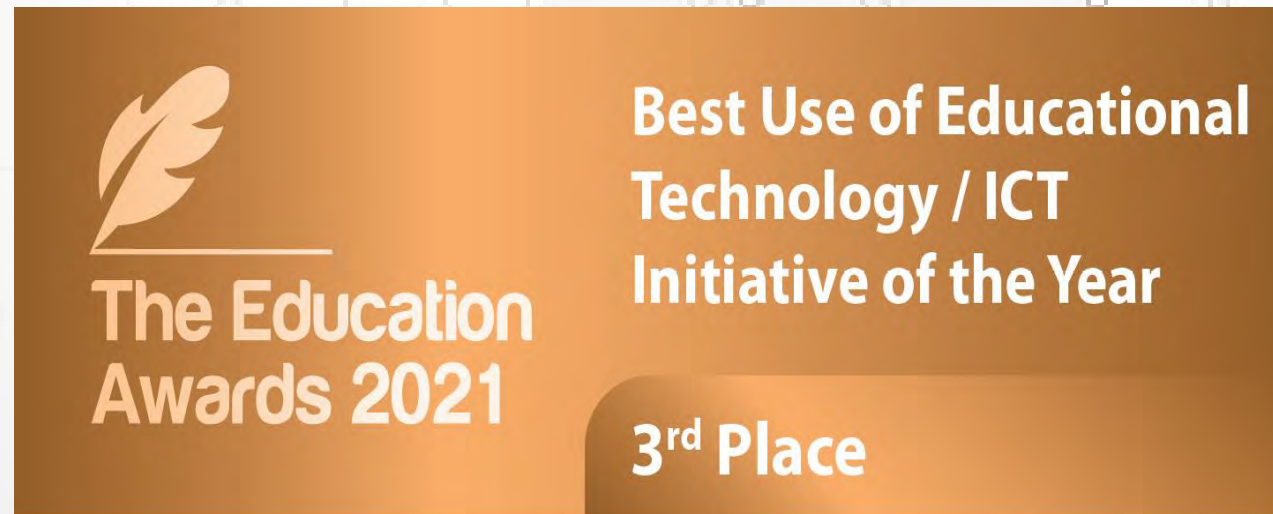 The Education
Awards 2021
Best Use of Educational
Technology / ICT
Initiative of the Year
3rd Place